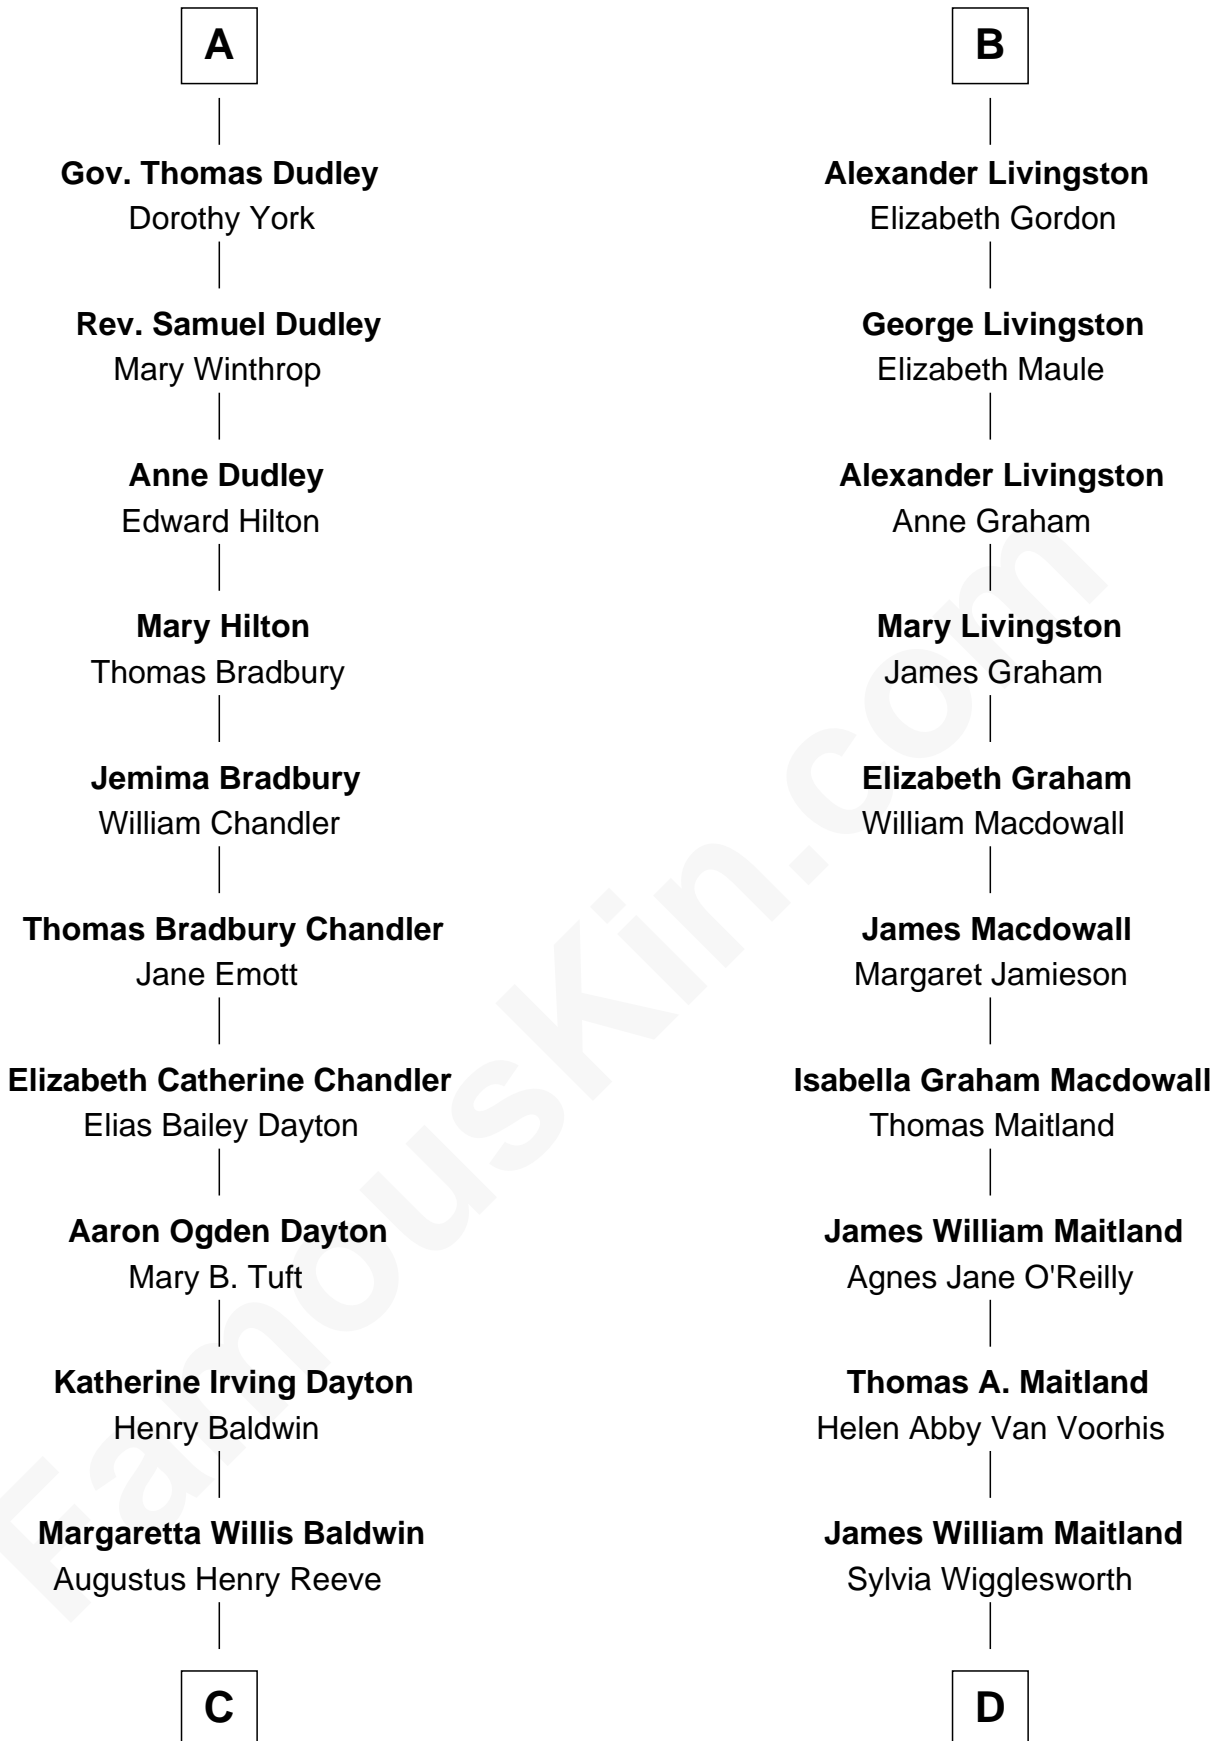 A
Gov. Thomas Dudley
Dorothy York
Rev. Samuel Dudley
Mary Winthrop
Anne Dudley
Edward Hilton
Mary Hilton
Thomas Bradbury
Jemima Bradbury
William Chandler
Thomas Bradbury Chandler
Jane Emott
Elizabeth Catherine Chandler
Elias Bailey Dayton
Aaron Ogden Dayton
Mary B. Tuft
Katherine Irving Dayton
Henry Baldwin
Margaretta Willis Baldwin
Augustus Henry Reeve
C
B
Alexander Livingston
Elizabeth Gordon
George Livingston
Elizabeth Maule
Alexander Livingston
Anne Graham
Mary Livingston
James Graham
Elizabeth Graham
William Macdowall
James Macdowall
Margaret Jamieson
Isabella Graham Macdowall
Thomas Maitland
James William Maitland
Agnes Jane O'Reilly
Thomas A. Maitland
Helen Abby Van Voorhis
James William Maitland
Sylvia Wigglesworth
D
FamousKin.com